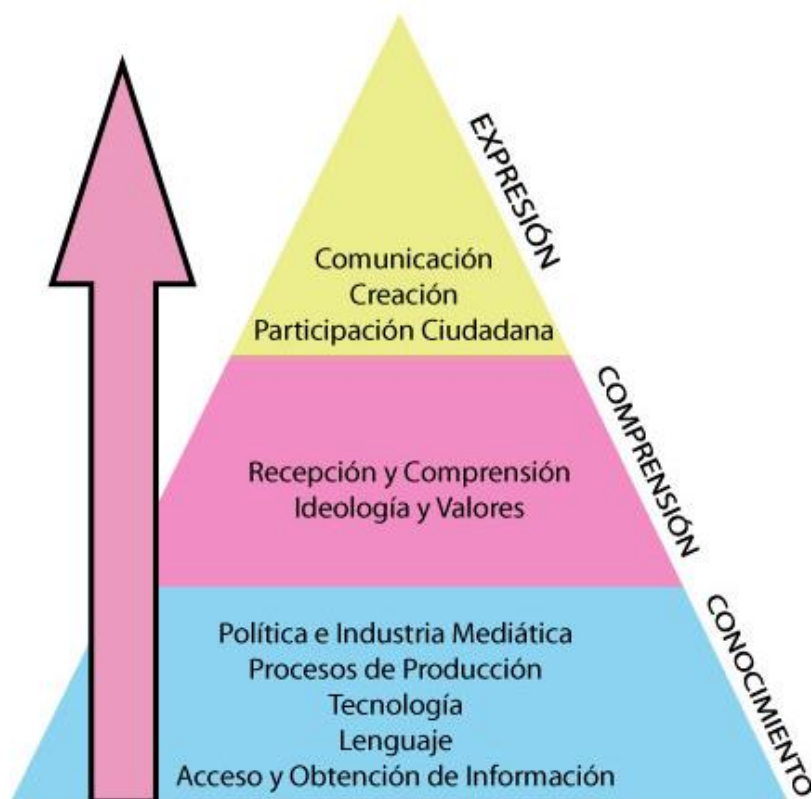 EXPRESIÓN
Comunicación
Creación
Participación Ciudadana
COMPRENSIÓN
Recepción y Comprensión
Ideología y Valores
CONOCIMIENTO
Política e Industria Mediática
Procesos de Producción
Tecnología
Lenguaje
Acceso y Obtención de Información